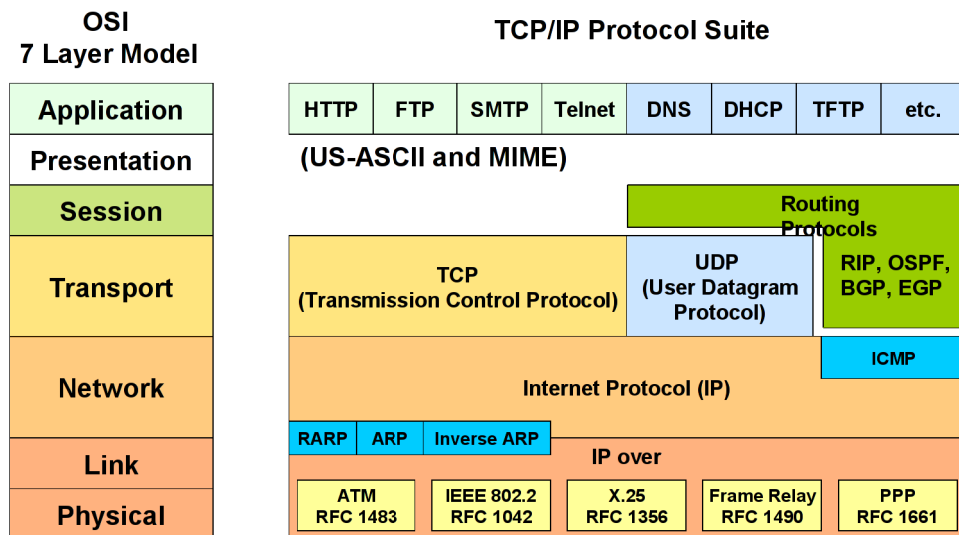 OSI
7 Layer Model
TCP/IP Protocol Suite
Application
HTTP
FTP
SMTP
Telnet
DNS
DHCP
TFTP
etc.
Presentation
(US-ASCII and MIME)
Session
Routing
Protocols
Transport
TCP
(Transmission Control Protocol)
UDP
(User Datagram
Protocol)
RIP, OSPF,
BGP, EGP
Network
ICMP
Internet Protocol (IP)
RARP
ARP
Inverse ARP
Link
IP over
Physical
ATM
RFC 1483
IEEE 802.2
RFC 1042
X.25
RFC 1356
Frame Relay
RFC 1490
PPP
RFC 1661